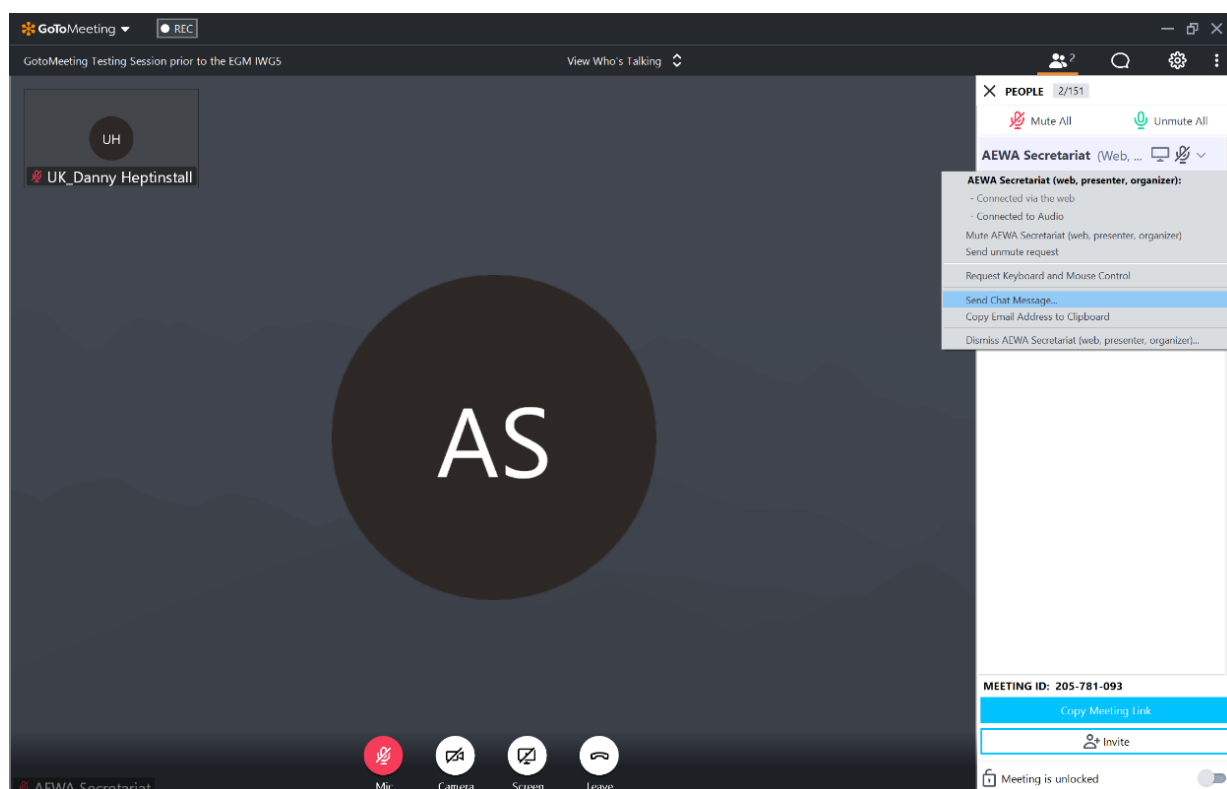 GoToMeeting
REC
GotoMeeting Testing Session prior to the EGM IWG5
View Who's Talking
2
PEOPLE 2/151
Mute All
Unmute All
AEWA Secretariat (Web, ...
UH
UK_Danny Heptinstall
AEWA Secretariat (web, presenter, organizer):
- Connected via the web
- Connected to Audio
Mute AEWA Secretariat (web, presenter, organizer)
Send unmute request
Request Keyboard and Mouse Control
Send Chat Message...
Copy Email Address to Clipboard
Dismiss AEWA Secretariat (web, presenter, organizer)...
AS
MEETING ID: 205-781-093
Copy Meeting Link
Invite
Meeting is unlocked
AEWA Secretariat
Mic
Camera
Screen
Leave